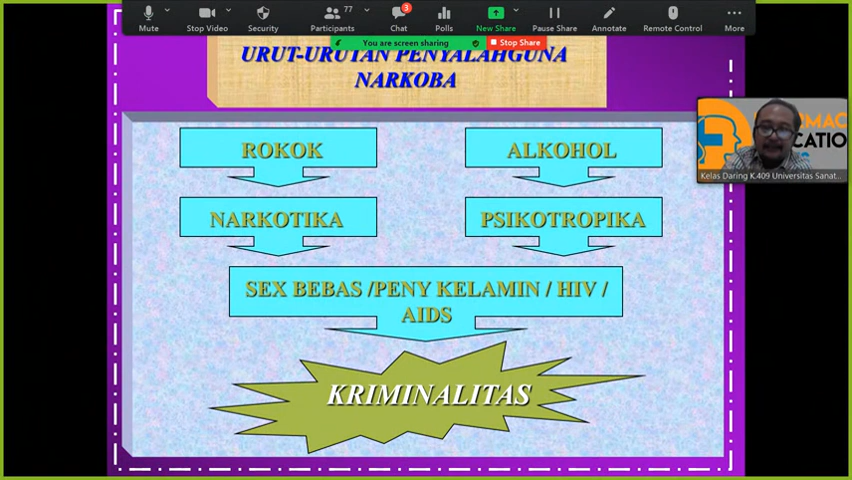 77
3
Mute
Stop Video
Security
Participants
Chat
Polls
New Share
Pause Share
Annotate
Remote Control
More
You are screen sharing
Stop Share
URUT-URUTAN PENYALAHGUNA
NARKOBA
ROKOK
ALKOHOL
NARKOTIKA
PSIKOTROPIKA
SEX BEBAS /PENY KELAMIN / HIV /
AIDS
KRIMINALITAS
Kelas Daring K.409 Universitas Sanat...